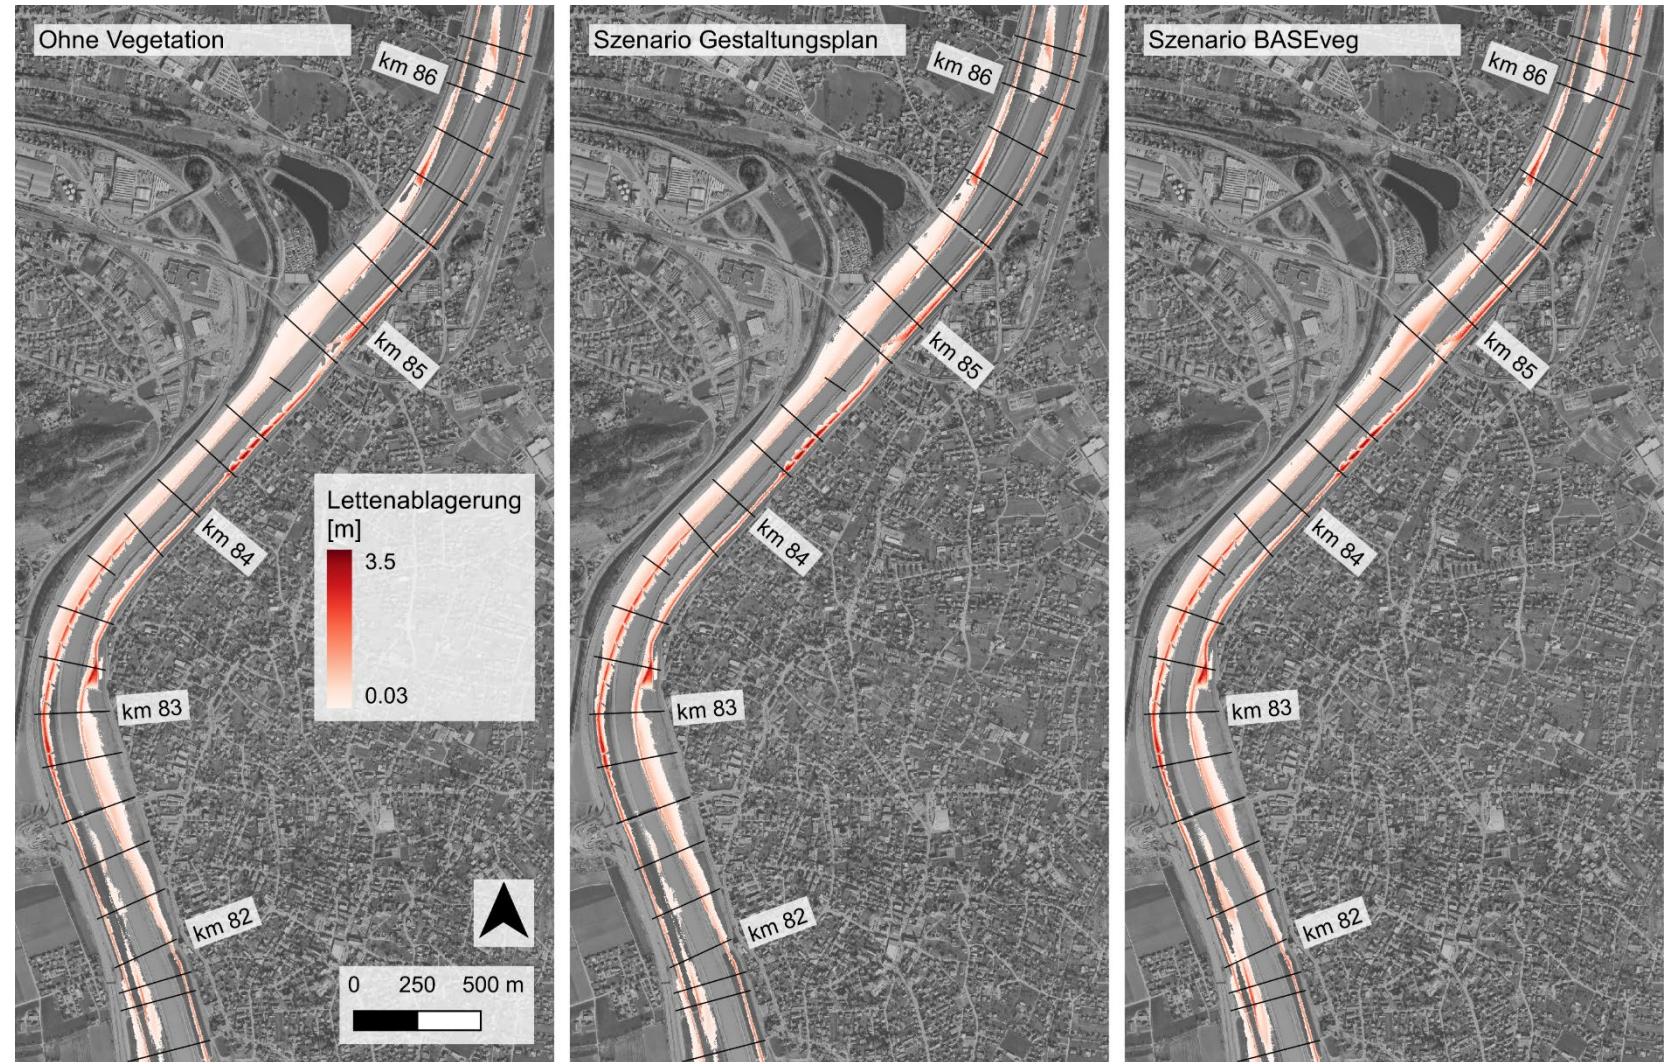 Ohne Vegetation
km 86
km 85
km 84
km 83
km 82
Lettenablagerung
[m]
3.5
0.03
0 250 500 m
Szenario Gestaltungsplan
km 86
km 85
km 84
km 83
km 82
Szenario BASEveg
km 86
km 85
km 84
km 83
km 82